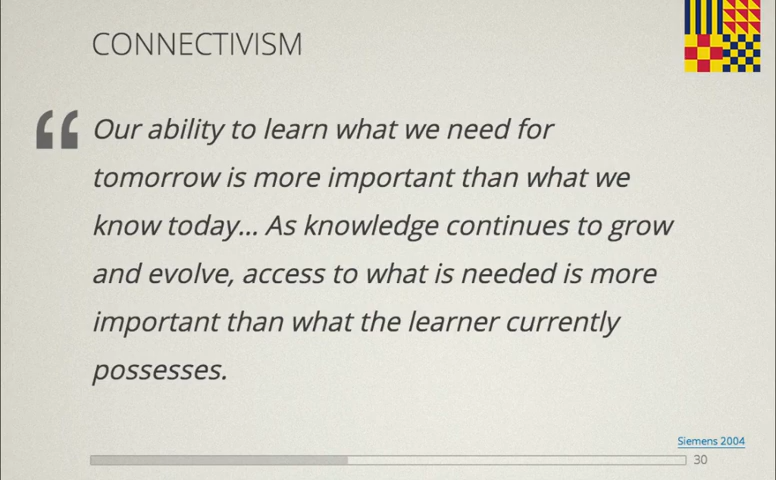 CONNECTIVISM
“ Our ability to learn what we need for
tomorrow is more important than what we
know today... As knowledge continues to grow
and evolve, access to what is needed is more
important than what the learner currently
possesses.
Siemens 2004
30